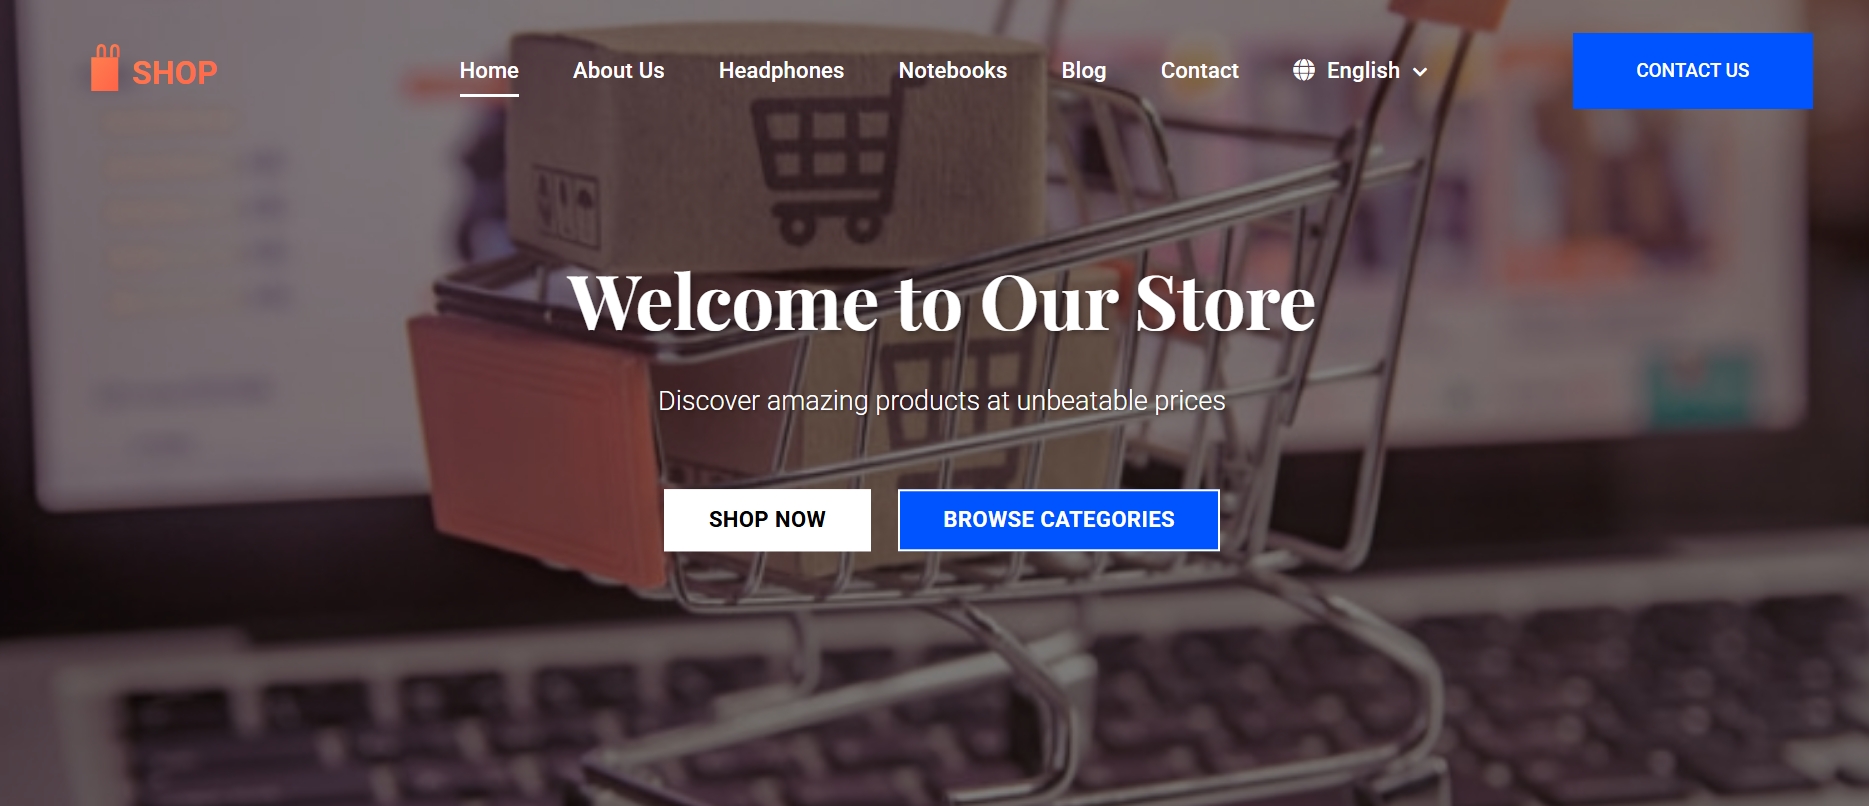 SHOP
Home About Us Headphones Notebooks Blog Contact English
CONTACT US
Welcome to Our Store
Discover amazing products at unbeatable prices
SHOP NOW BROWSE CATEGORIES